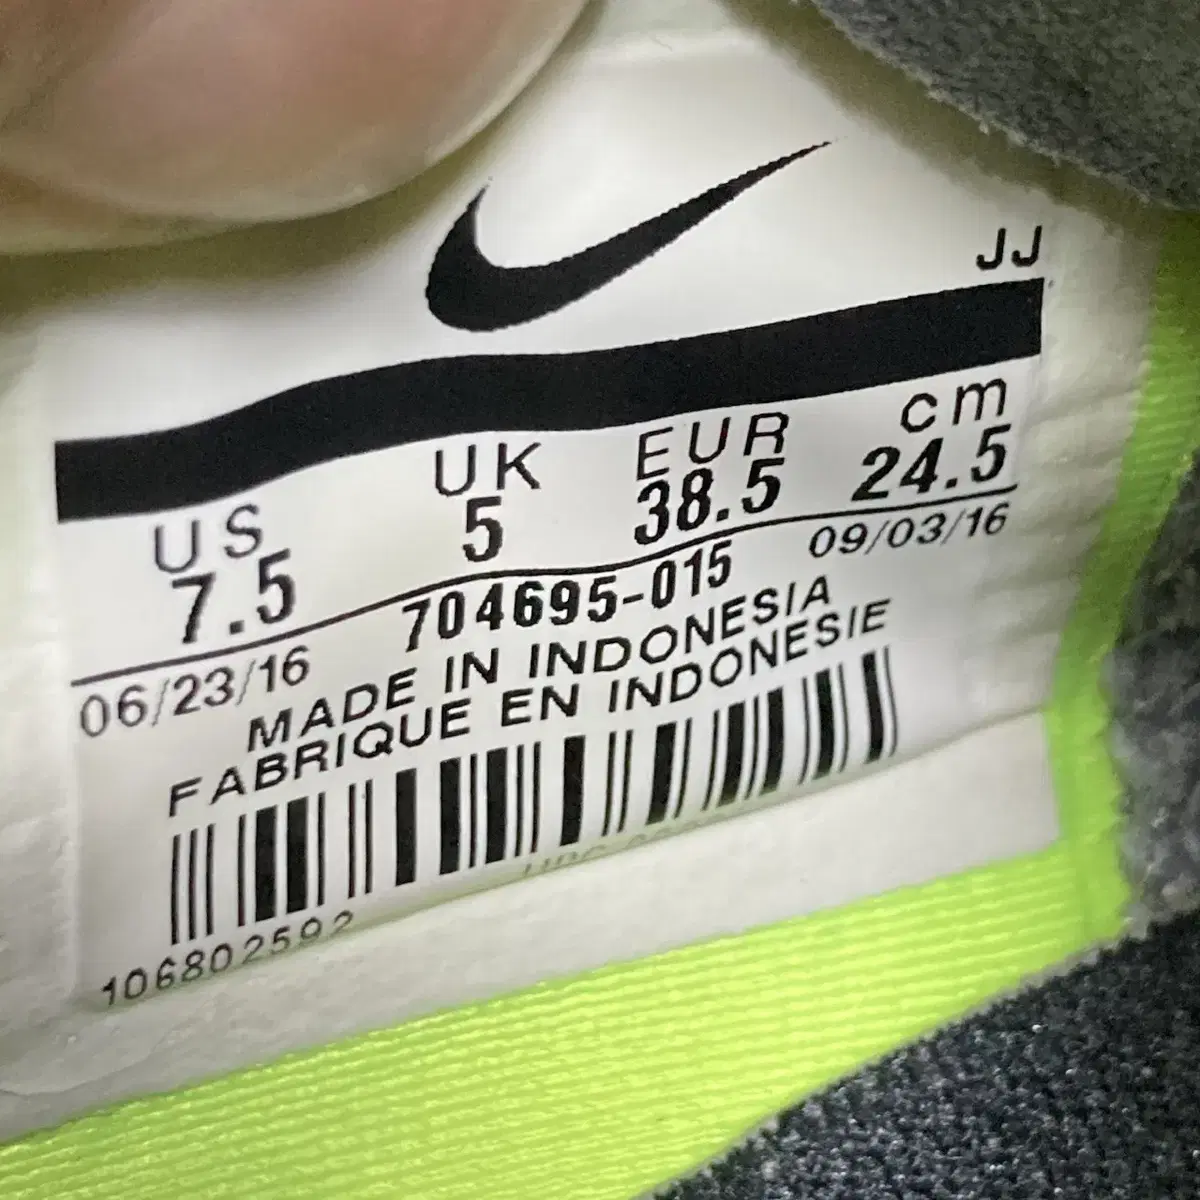 JJ
US UK EUR cm
7.5 5 38.5 24.5
06/23/16 704695-015 09/03/16
MADE IN INDONESIA
FABRIQUE EN INDONESIE
106802592